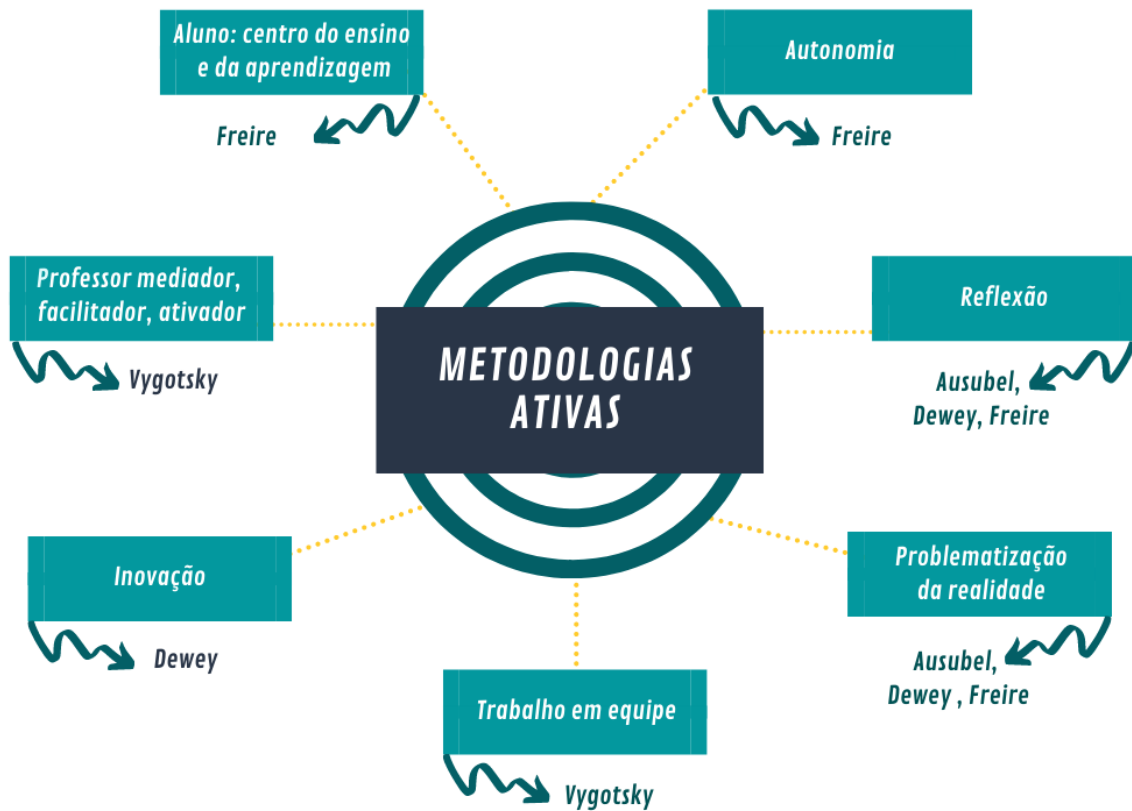 Aluno: centro do ensino
e da aprendizagem
Freire
Autonomia
Freire
Professor mediador,
facilitador, ativador
Vygotsky
METODOLOGIAS
ATIVAS
Reflexão
Ausubel,
Dewey, Freire
Inovação
Dewey
Problematização
da realidade
Ausubel,
Dewey , Freire
Trabalho em equipe
Vygotsky